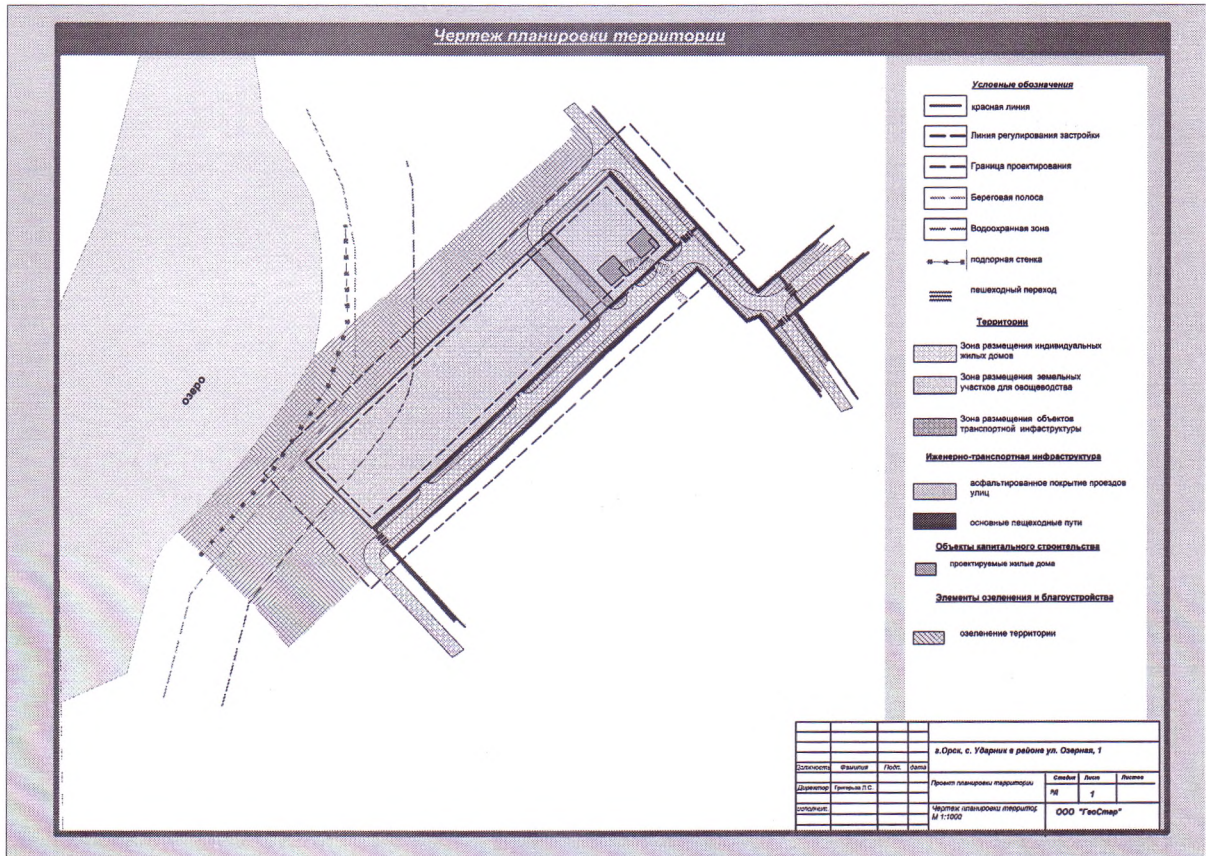 Чертеж планировки территории
озеро
Условные обозначения
красная линия
Линия регулирования застройки
Граница проектирования
Береговая полоса
Водоохранная зона
подпорная стенка
пешеходный переход
Территории
Зона размещения индивидуальных
жилых домов
Зона размещения земельных
участков для овощеводства
Зона размещения объектов
транспортной инфаструктуры
Иженерно-транспортная инфраструктура
асфальтированное покрытие проездов
улиц
основные пещеходные пути
Объекты капитального строительства
проектируемые жилые дома
Элементы озеленения и благоустройства
озеленение территории
г.Орск, с. Ударник в районе ул. Озерная, 1
Должность Фамилия Подп. дата
Проект планировки территории
Стадия Лист Листов
Директор
РД 1
Чертеж планировки территор
М 1:1000
ООО "ГеоСтар"